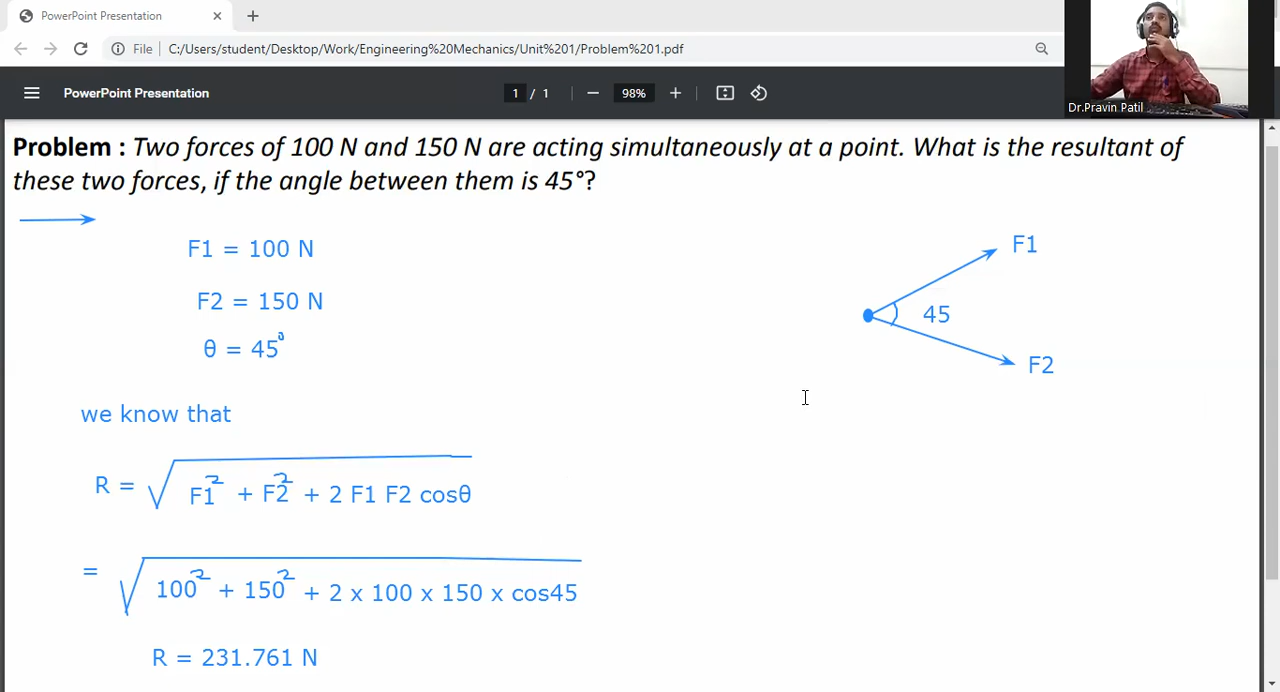 PowerPoint Presentation
File
C:/Users/student/Desktop/Work/Engineering%20Mechanics/Unit%201/Problem%201.pdf
PowerPoint Presentation
1 / 1
98%
Dr.Pravin Patil
Problem : Two forces of 100 N and 150 N are acting simultaneously at a point. What is the resultant of
these two forces, if the angle between them is 45°?
F1 = 100 N
F1
F2 = 150 N
45
θ = 45°
F2
we know that
R = √ F1² + F2² + 2 F1 F2 cosθ
= √ 100² + 150² + 2 x 100 x 150 x cos45
R = 231.761 N